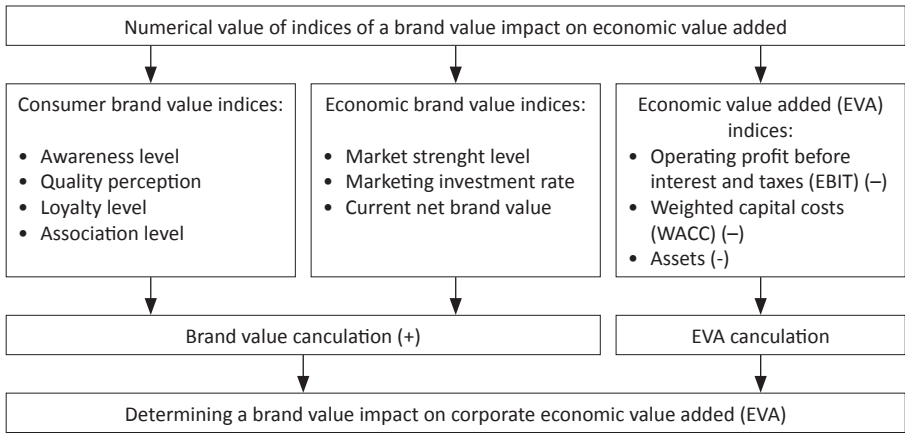 Numerical value of indices of a brand value impact on economic value added
Consumer brand value indices:
• Awareness level
• Quality perception
• Loyalty level
• Association level
Economic brand value indices:
• Market strenght level
• Marketing investment rate
• Current net brand value
Economic value added (EVA)
indices:
• Operating profit before
interest and taxes (EBIT) (–)
• Weighted capital costs
(WACC) (–)
• Assets (-)
Brand value canculation (+)
EVA canculation
Determining a brand value impact on corporate economic value added (EVA)